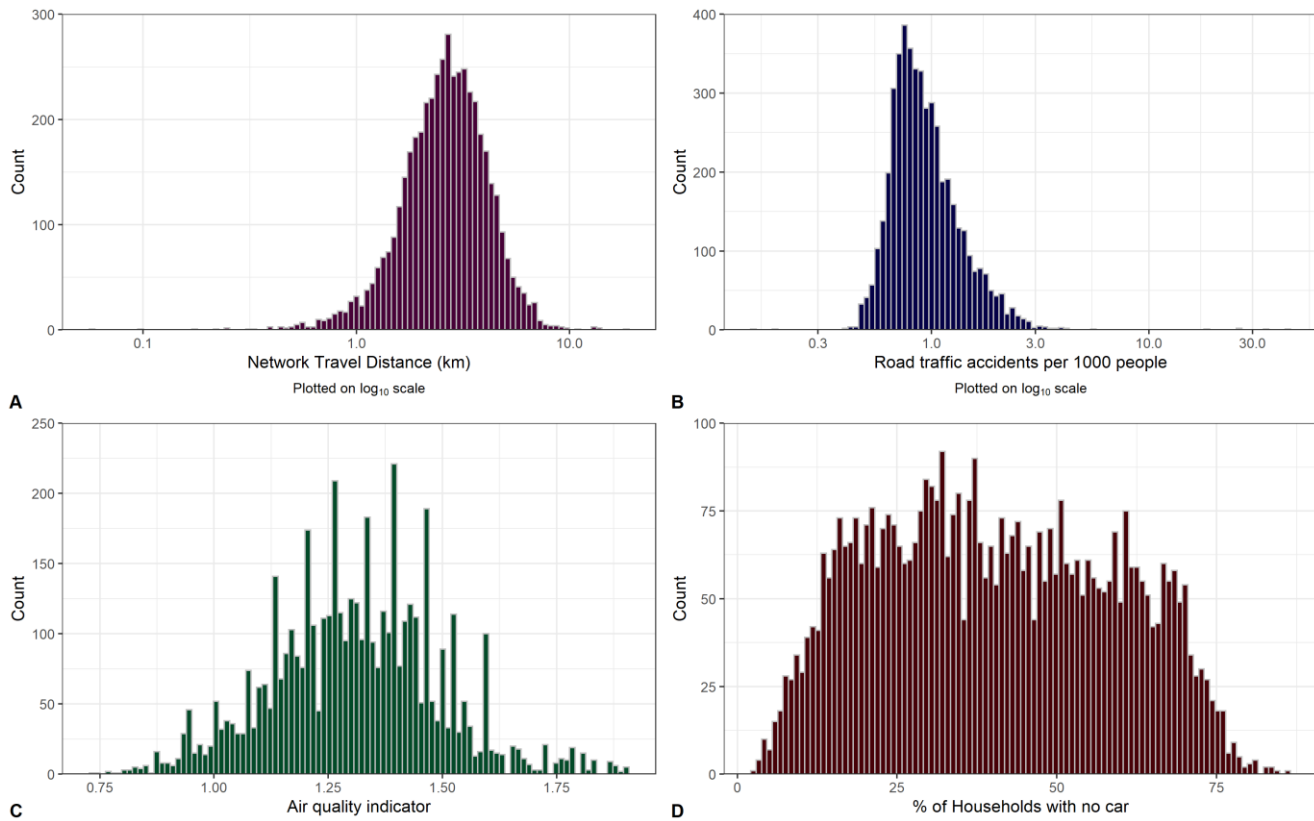 300
200
100
0
Count
0.1 1.0 10.0
Network Travel Distance (km)
Plotted on log₁₀ scale
A
400
300
200
100
0
Count
0.3 1.0 3.0 10.0 30.0
Road traffic accidents per 1000 people
Plotted on log₁₀ scale
B
250
200
150
100
50
0
Count
0.75 1.00 1.25 1.50 1.75
Air quality indicator
C
100
75
50
25
0
Count
0 25 50 75
% of Households with no car
D